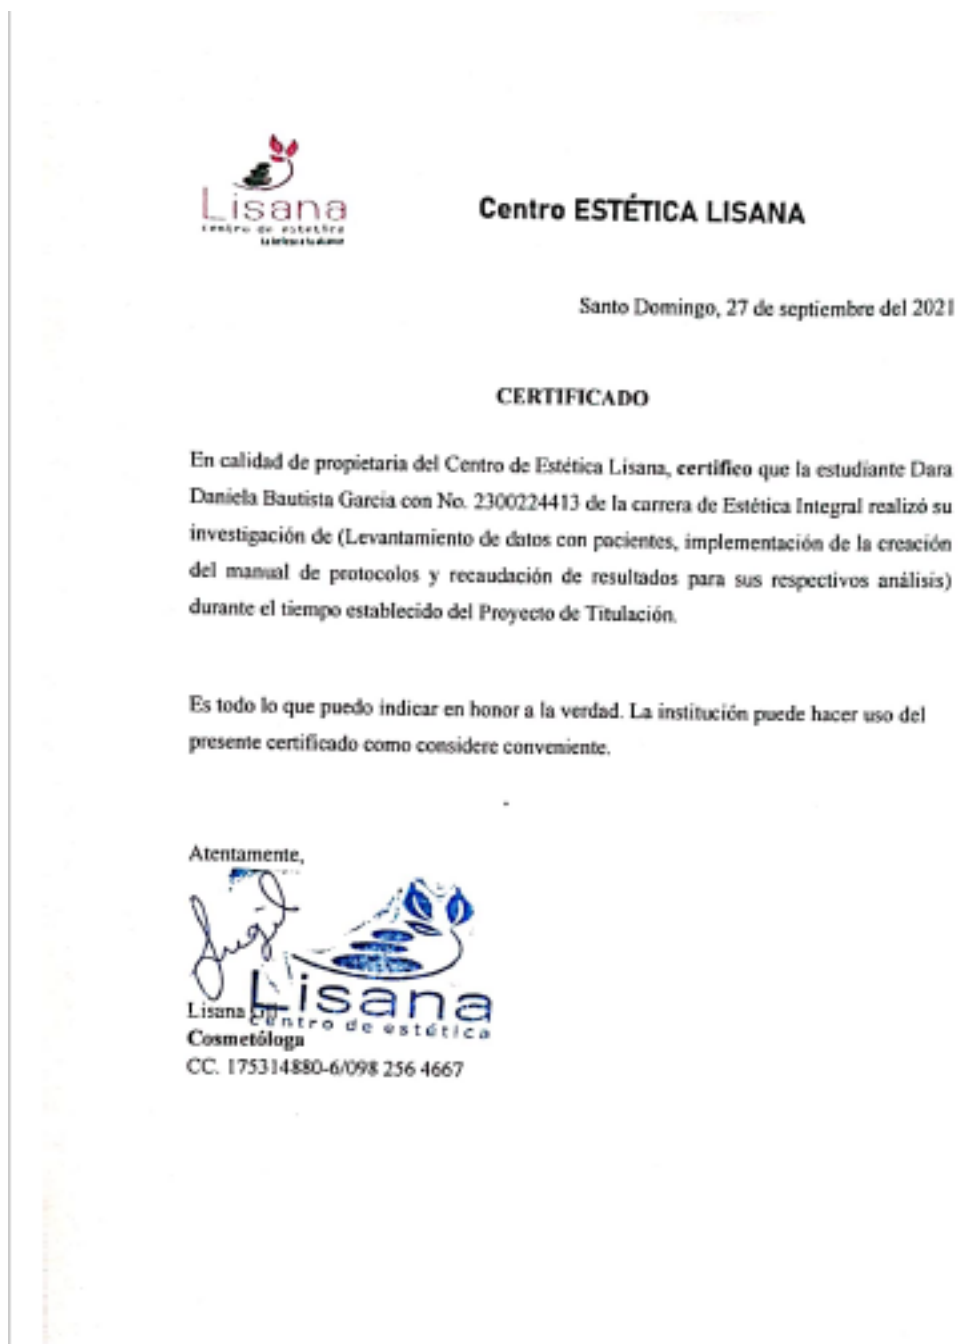 Lisana
centro de estética
La belleza a tu alcance
Centro ESTÉTICA LISANA
Santo Domingo, 27 de septiembre del 2021
CERTIFICADO
En calidad de propietaria del Centro de Estética Lisana, certifico que la estudiante Dara
Daniela Bautista Garcia con No. 2300224413 de la carrera de Estética Integral realizó su
investigación de (Levantamiento de datos con pacientes, implementación de la creación
del manual de protocolos y recaudación de resultados para sus respectivos análisis)
durante el tiempo establecido del Proyecto de Titulación.
Es todo lo que puedo indicar en honor a la verdad. La institución puede hacer uso del
presente certificado como considere conveniente.
Atentamente,
Lisana
centro de estética
Lisana
Cosmetóloga
CC. 175314880-6/098 256 4667